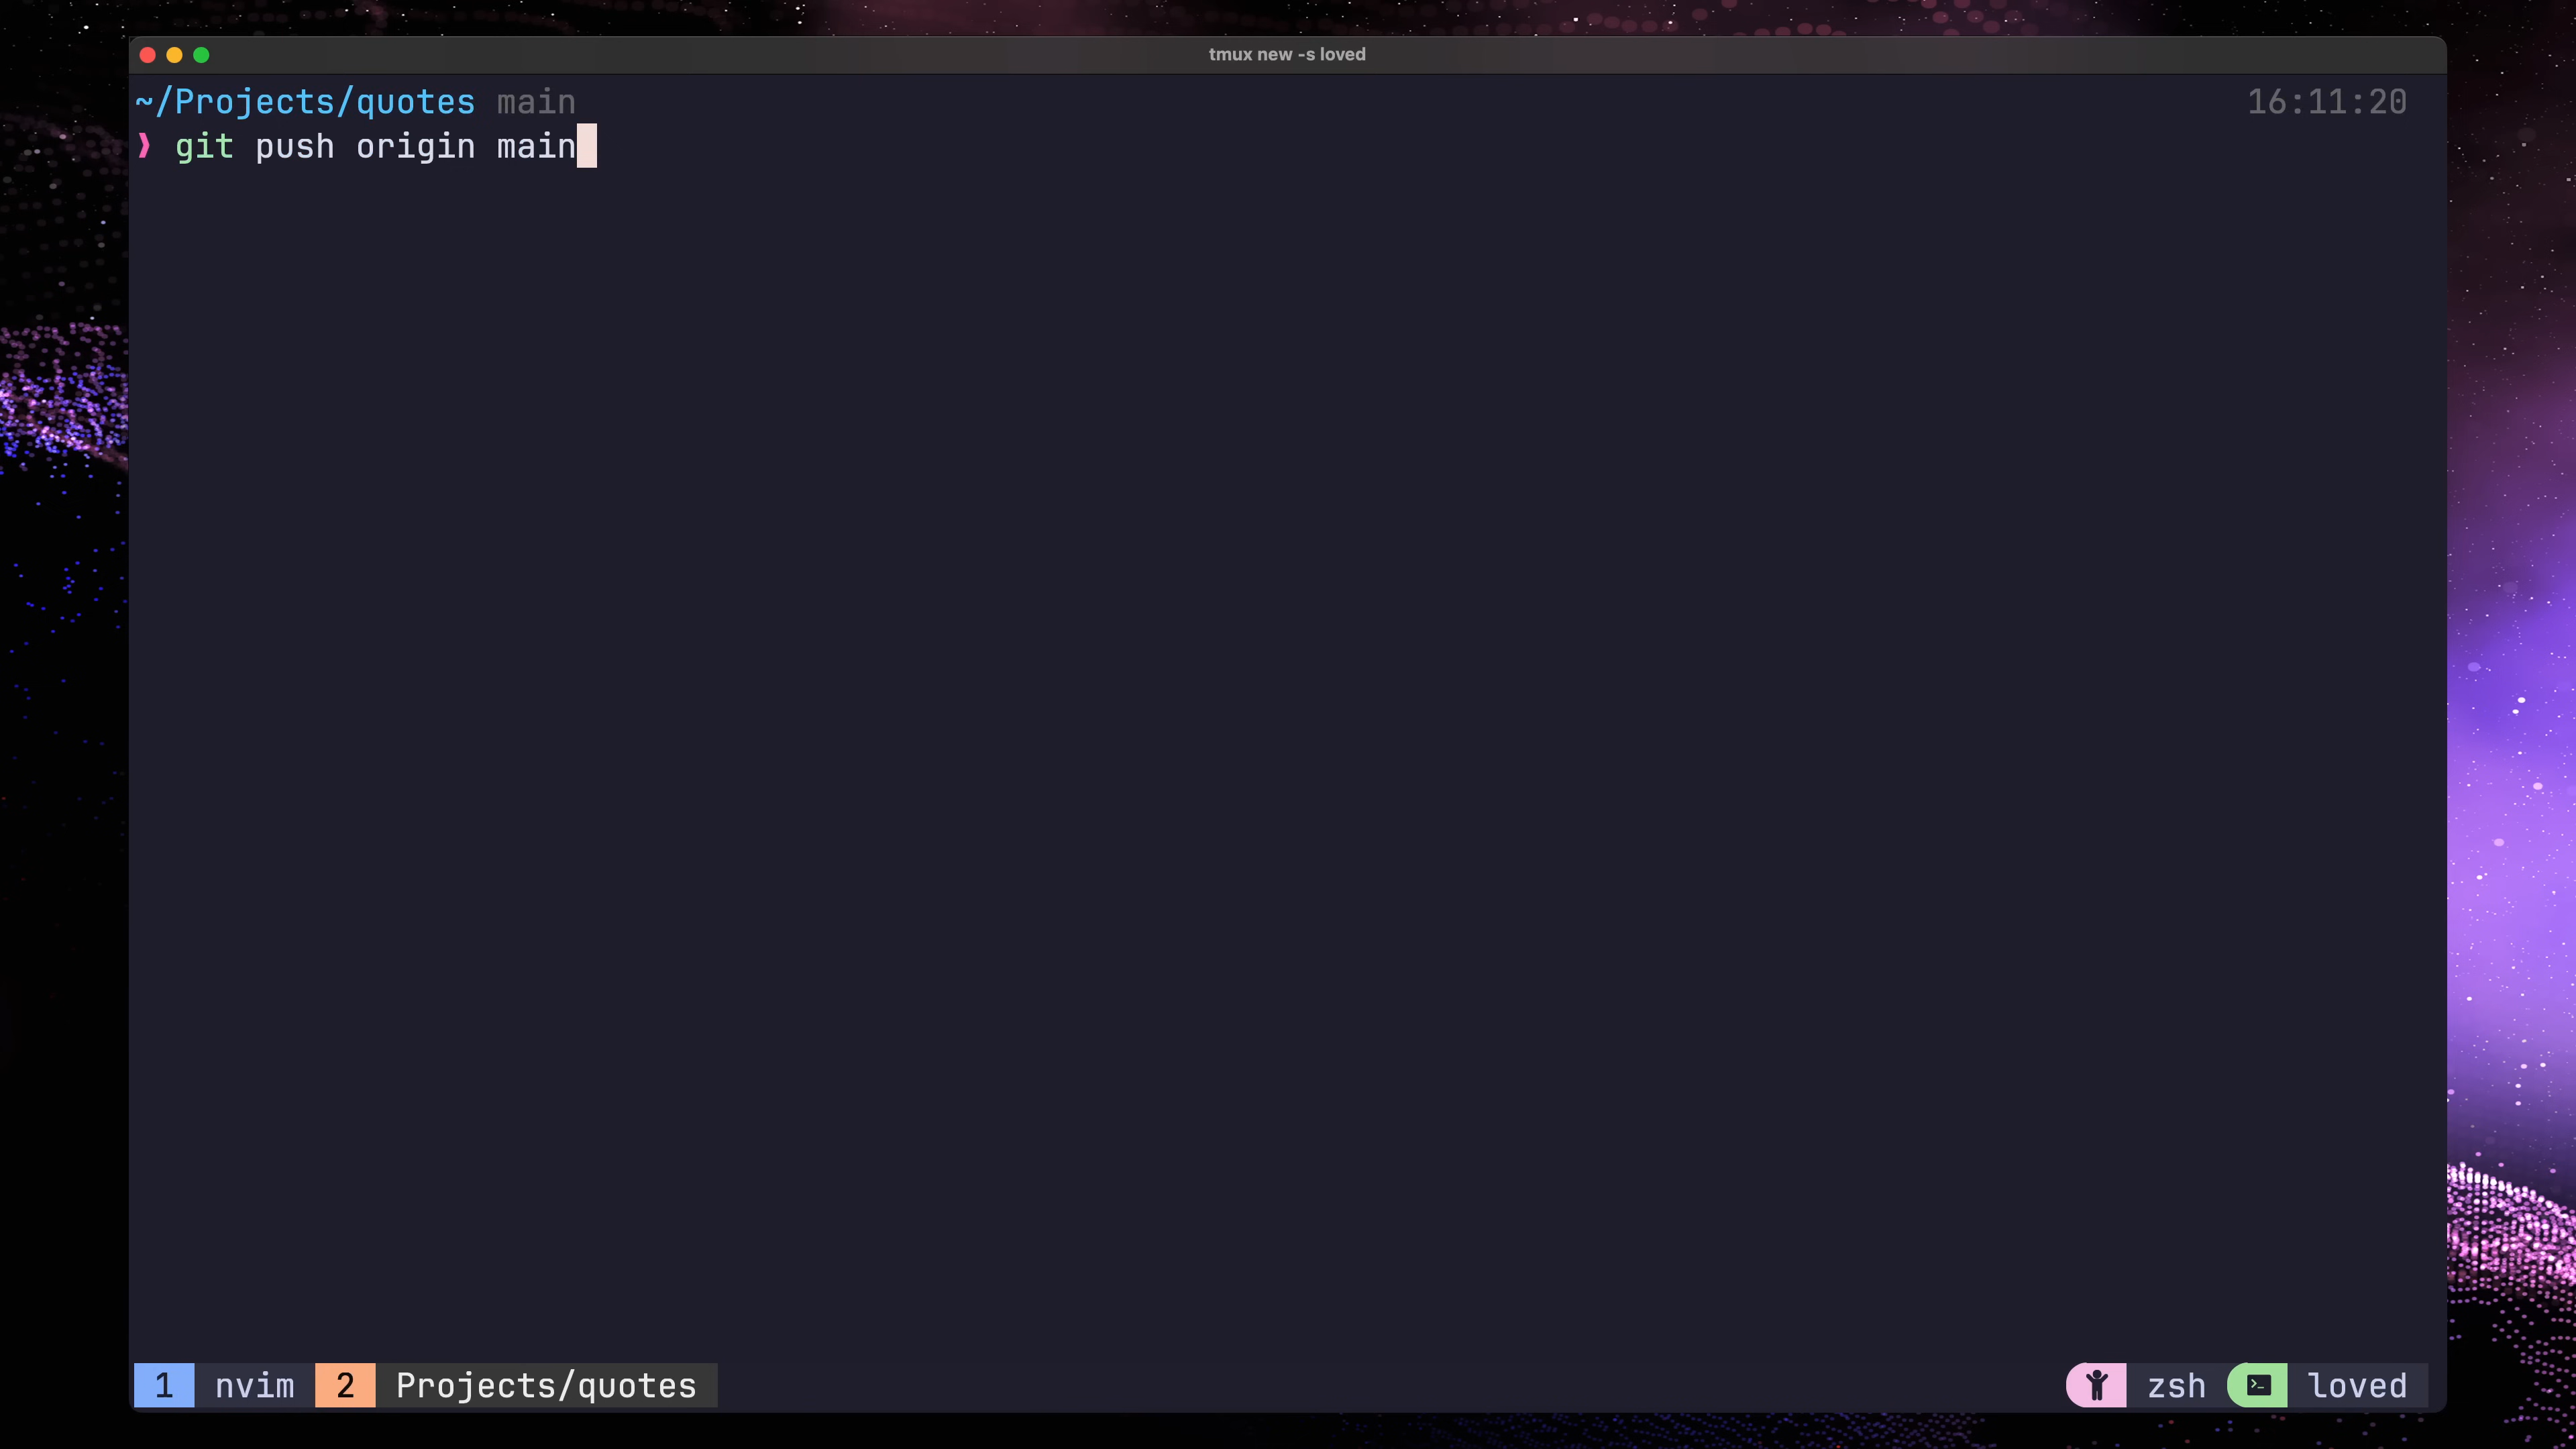 tmux new -s loved
~/Projects/quotes main 16:11:20
❯ git push origin main
1 nvim 2 Projects/quotes zsh loved